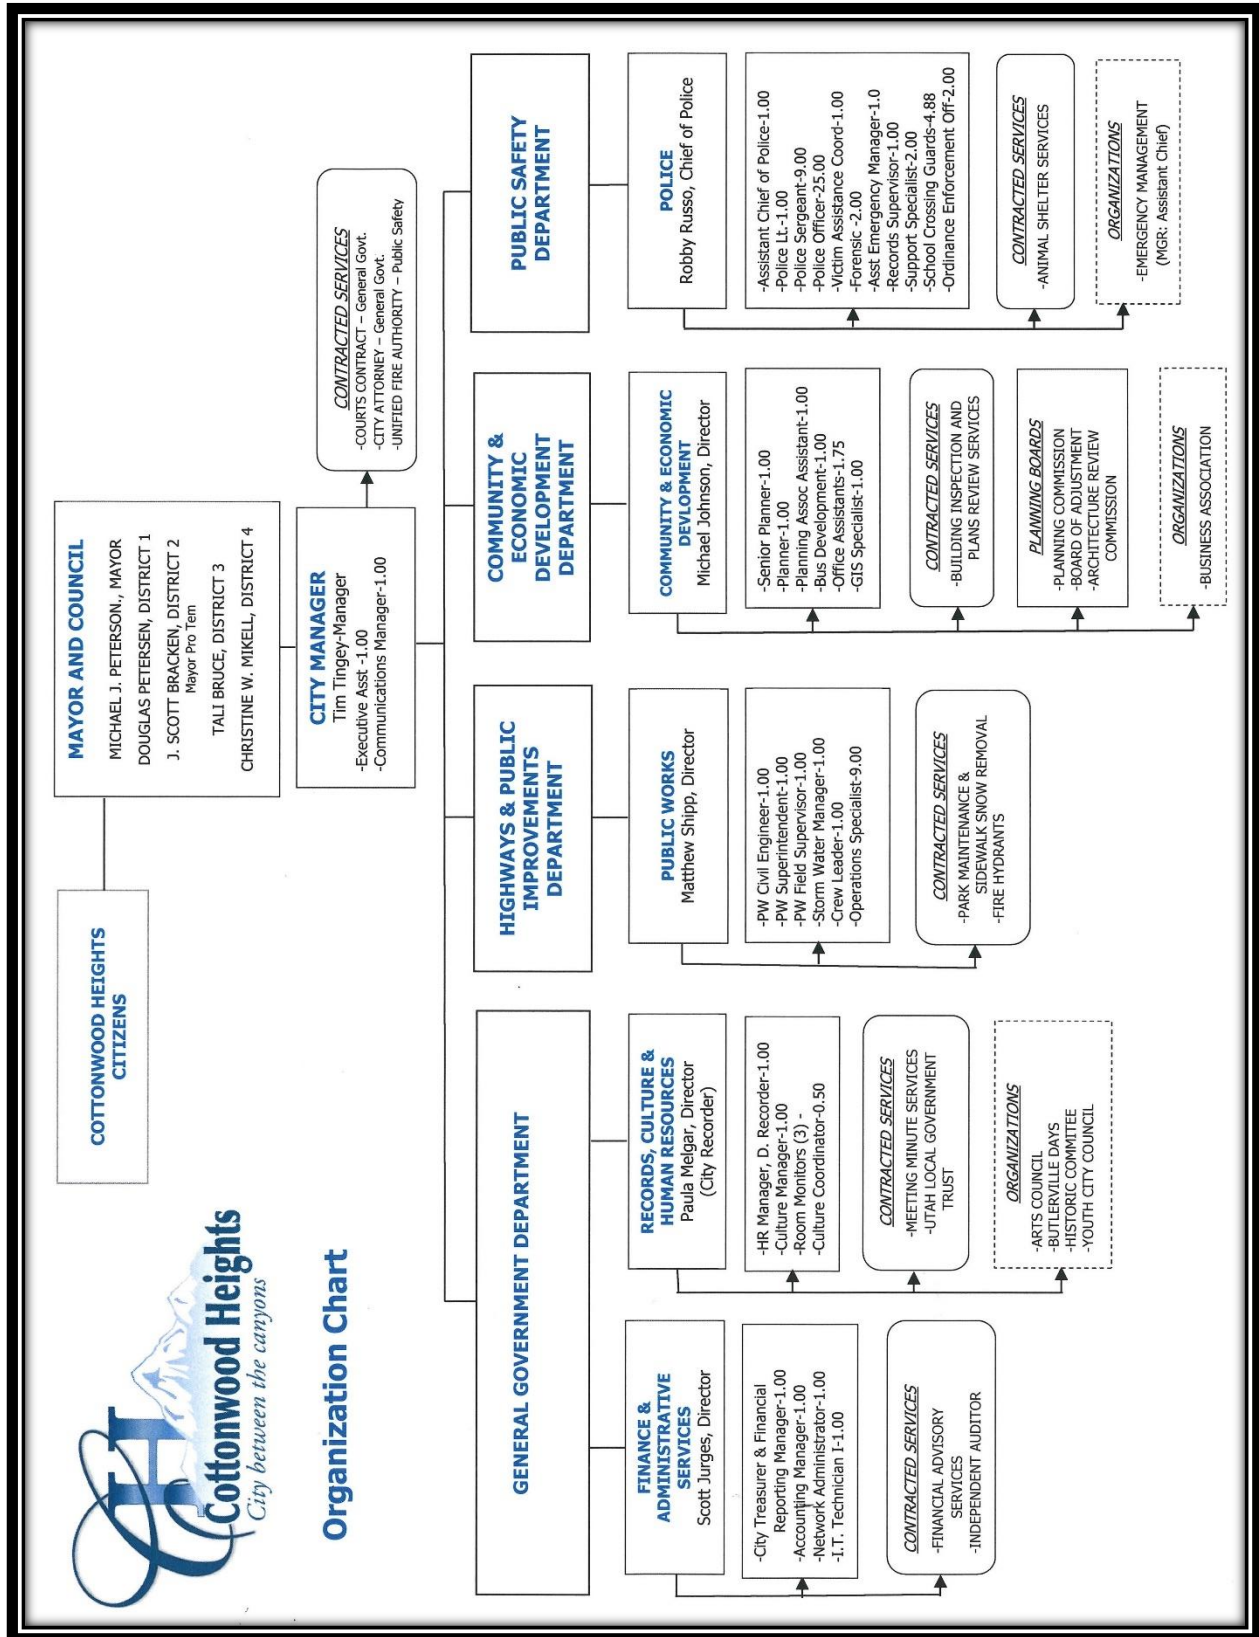 Cottonwood Heights
City between the canyons
Organization Chart
COTTONWOOD HEIGHTS
CITIZENS
MAYOR AND COUNCIL
MICHAEL J. PETERSON., MAYOR
DOUGLAS PETERSEN, DISTRICT 1
J. SCOTT BRACKEN, DISTRICT 2
Mayor Pro Tem
TALI BRUCE, DISTRICT 3
CHRISTINE W. MIKELL, DISTRICT 4
CITY MANAGER
Tim Tingey-Manager
-Executive Asst -1.00
-Communications Manager-1.00
CONTRACTED SERVICES
-COURTS CONTRACT – General Govt.
-CITY ATTORNEY – General Govt.
-UNIFIED FIRE AUTHORITY – Public Safety
GENERAL GOVERNMENT DEPARTMENT
FINANCE &
ADMINISTRATIVE
SERVICES
Scott Jurges, Director
-City Treasurer & Financial
Reporting Manager-1.00
-Accounting Manager-1.00
-Network Administrator-1.00
-I.T. Technician I-1.00
CONTRACTED SERVICES
-FINANCIAL ADVISORY
SERVICES
-INDEPENDENT AUDITOR
RECORDS, CULTURE &
HUMAN RESOURCES
Paula Melgar, Director
(City Recorder)
-HR Manager, D. Recorder-1.00
-Culture Manager-1.00
-Room Monitors (3) -
-Culture Coordinator-0.50
CONTRACTED SERVICES
-MEETING MINUTE SERVICES
-UTAH LOCAL GOVERNMENT
TRUST
ORGANIZATIONS
-ARTS COUNCIL
-BUTLERVILLE DAYS
-HISTORIC COMMITTEE
-YOUTH CITY COUNCIL
HIGHWAYS & PUBLIC
IMPROVEMENTS
DEPARTMENT
PUBLIC WORKS
Matthew Shipp, Director
-PW Civil Engineer-1.00
-PW Superintendent-1.00
-PW Field Supervisor-1.00
-Storm Water Manager-1.00
-Crew Leader-1.00
-Operations Specialist-9.00
CONTRACTED SERVICES
-PARK MAINTENANCE &
SIDEWALK SNOW REMOVAL
-FIRE HYDRANTS
COMMUNITY &
ECONOMIC
DEVELOPMENT
DEPARTMENT
COMMUNITY & ECONOMIC
DEVLOPMENT
Michael Johnson, Director
-Senior Planner-1.00
-Planner-1.00
-Planning Assoc Assistant-1.00
-Bus Development-1.00
-Office Assistants-1.75
-GIS Specialist-1.00
CONTRACTED SERVICES
-BUILDING INSPECTION AND
PLANS REVIEW SERVICES
PLANNING BOARDS
-PLANNING COMMISSION
-BOARD OF ADJUSTMENT
-ARCHITECTURE REVIEW
COMMISSION
ORGANIZATIONS
-BUSINESS ASSOCIATION
PUBLIC SAFETY
DEPARTMENT
POLICE
Robby Russo, Chief of Police
-Assistant Chief of Police-1.00
-Police Lt.-1.00
-Police Sergeant-9.00
-Police Officer-25.00
-Victim Assistance Coord-1.00
-Forensic -2.00
-Asst Emergency Manager-1.0
-Records Supervisor-1.00
-Support Specialist-2.00
-School Crossing Guards-4.88
-Ordinance Enforcement Off-2.00
CONTRACTED SERVICES
-ANIMAL SHELTER SERVICES
ORGANIZATIONS
-EMERGENCY MANAGEMENT
(MGR: Assistant Chief)